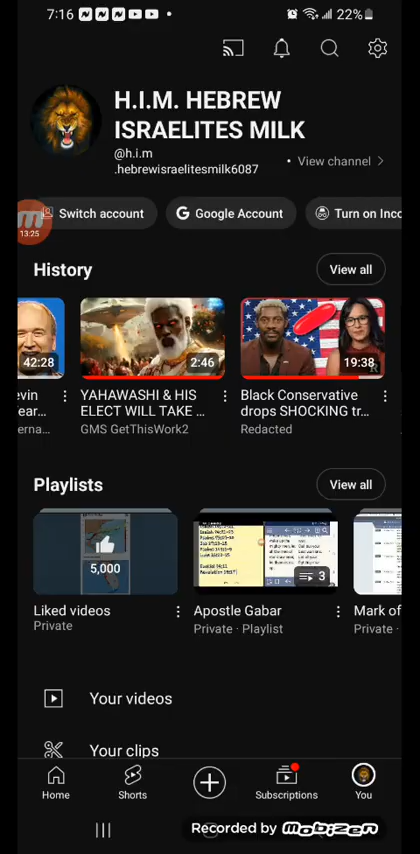 7:16
22%
H.I.M. HEBREW
ISRAELITES MILK
@h.i.m
.hebrewisraelitesmilk6087
• View channel
13:25
Switch account
Google Account
Turn on Inco
History
View all
42:28
2:46
19:38
evin
ear...
erna...
YAHAWASHI & HIS
ELECT WILL TAKE ...
GMS GetThisWork2
Black Conservative
drops SHOCKING tr...
Redacted
Playlists
View all
5,000
3
Liked videos
Private
Apostle Gabar
Private · Playlist
Mark of
Private ·
Your videos
Your clips
Home
Shorts
Subscriptions
You
Recorded by Mobizen